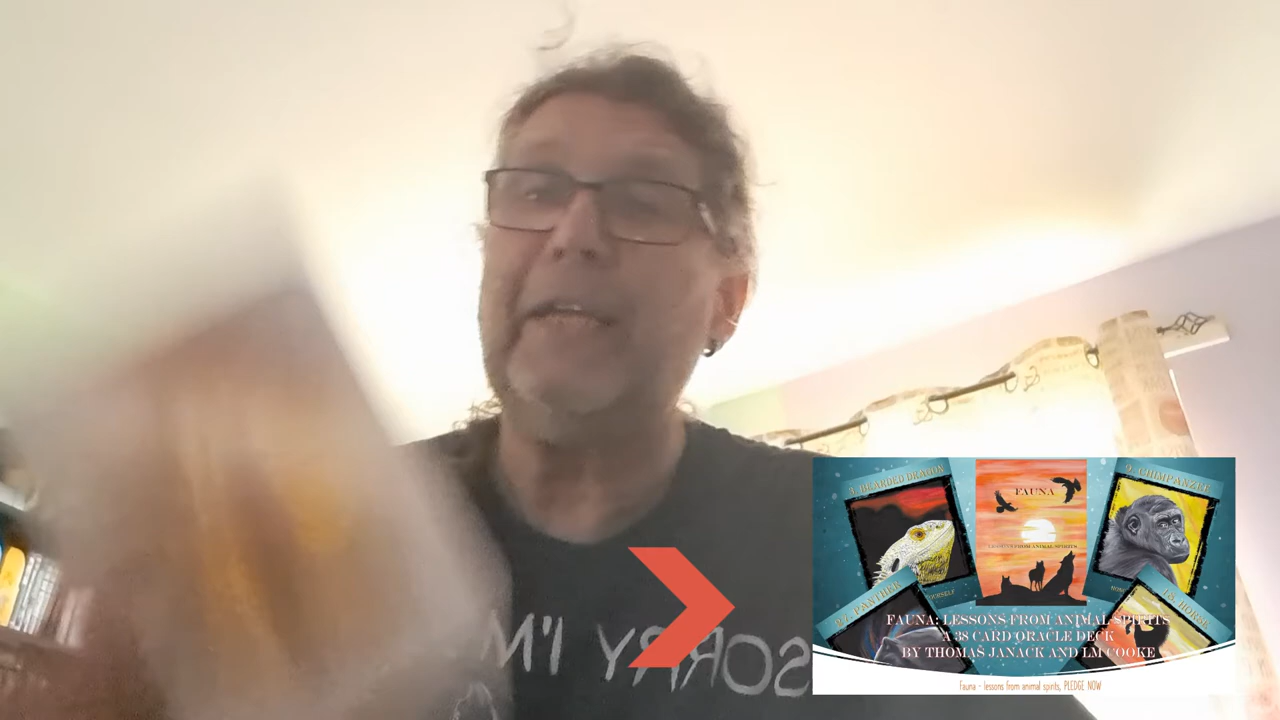 SORRY I'M
3. BEARDED DRAGON
FAUNA
LESSONS FROM ANIMAL SPIRITS
9. CHIMPANZEE
27. PANTHER
18. HORSE
FAUNA: LESSONS FROM ANIMAL SPIRITS
A 38 CARD ORACLE DECK
BY THOMAS JANACK AND LM COOKE
Fauna - lessons from animal spirits, PLEDGE NOW